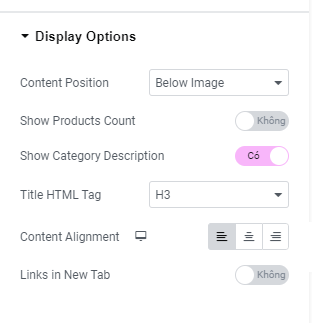 Display Options
Content Position Below Image
Show Products Count Không
Show Category Description Có
Title HTML Tag H3
Content Alignment
Links in New Tab Không